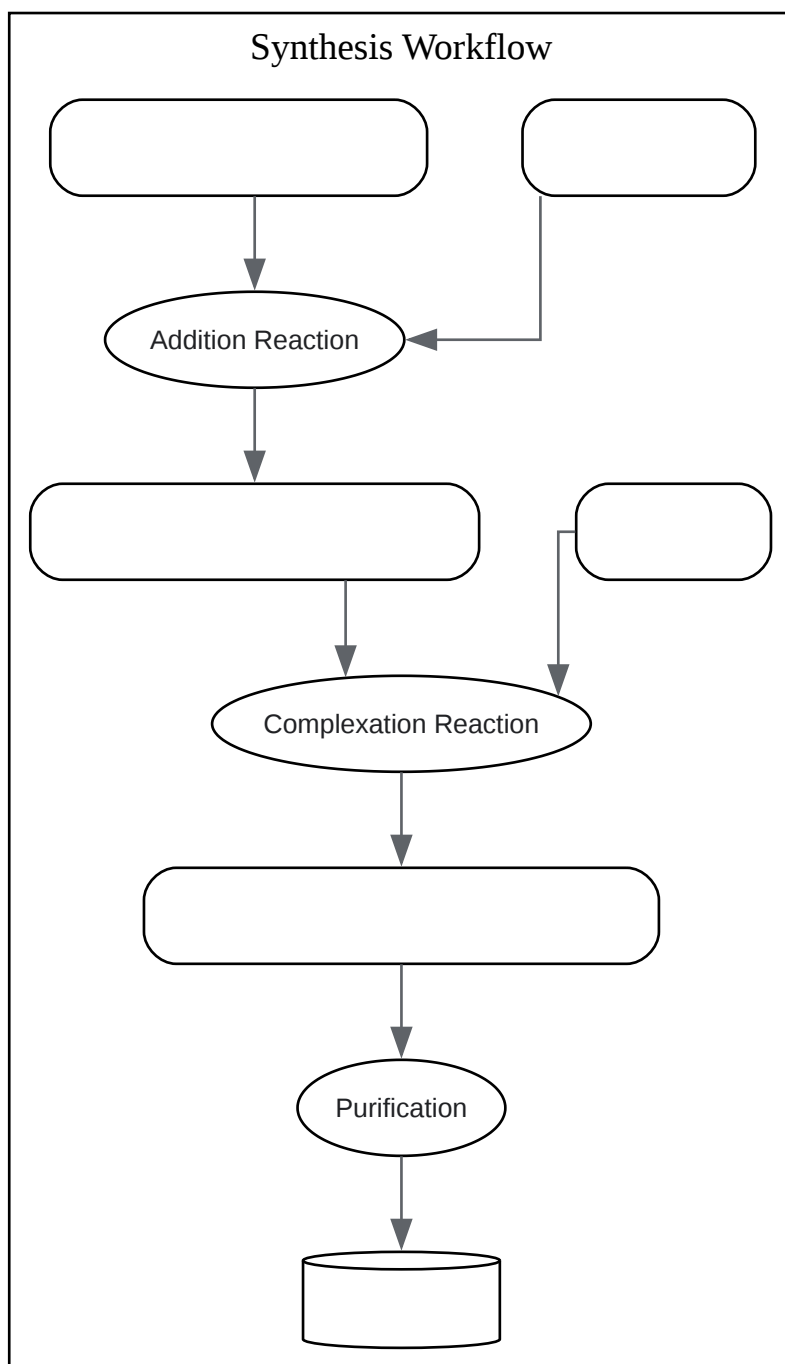 Synthesis Workflow
Addition Reaction
Complexation Reaction
Purification